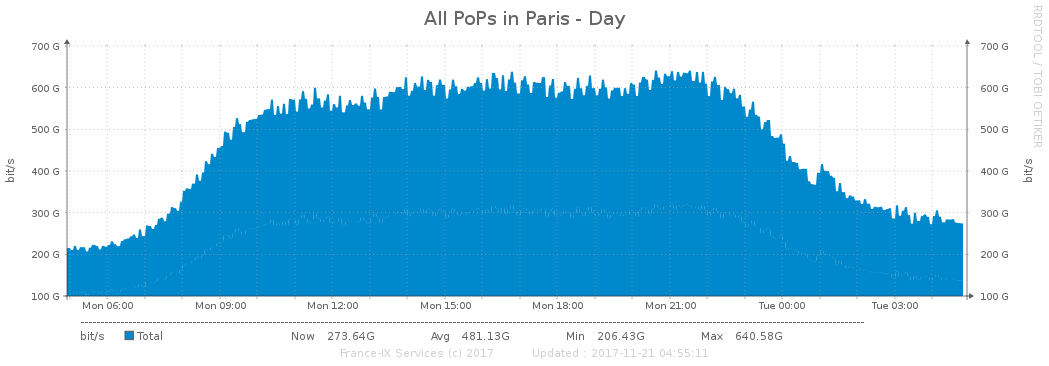 All PoPs in Paris - Day
RRDTOOL / TOBI OETIKER
bit/s
bit/s
700 G
700 G
600 G
600 G
500 G
500 G
400 G
400 G
300 G
300 G
200 G
200 G
100 G
100 G
Mon 06:00 Mon 09:00 Mon 12:00 Mon 15:00 Mon 18:00 Mon 21:00 Tue 00:00 Tue 03:00
bit/s Total Now 273.64G Avg 481.13G Min 206.43G Max 640.58G
France-IX Services (c) 2017 Updated : 2017-11-21 04:55:11